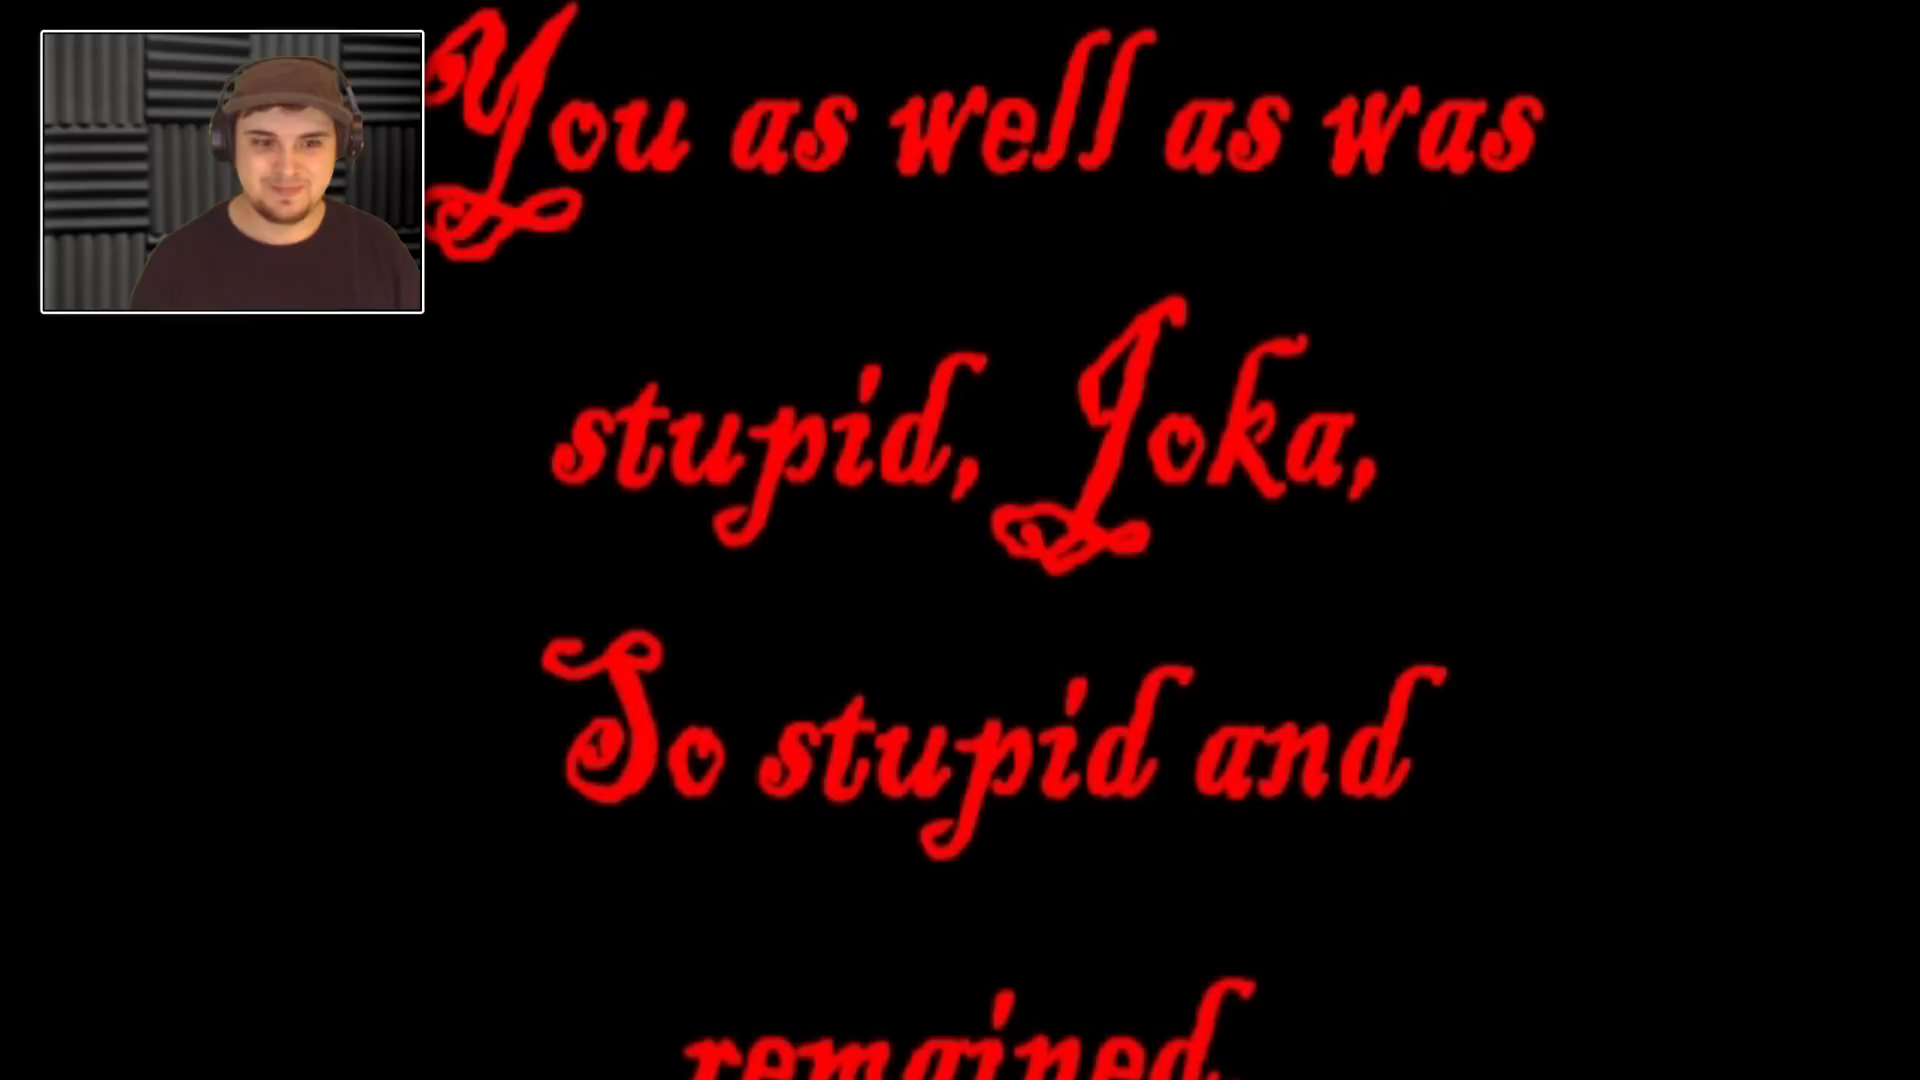 You as well as was
stupid, Joka,
So stupid and
remained.